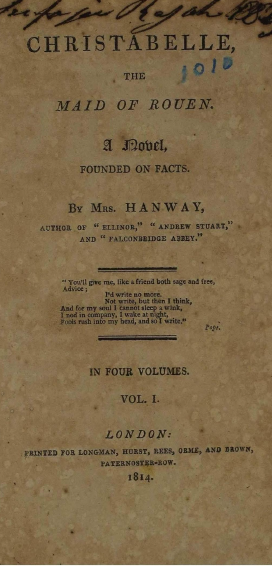 CHRISTABELLE,
1010
THE
MAID OF ROUEN.
A Novel,
FOUNDED ON FACTS.
BY MRS. HANWAY,
AUTHOR OF "ELLINOR," "ANDREW STUART,"
AND "FALCONBRIDGE ABBEY."
"You'll give me, like a friend both sage and free,
Advice;
I'd write no more.
Not write, but then I think,
And for my soul I cannot sleep a wink,
I nod in company, I wake at night,
Fools rush into my head, and so I write."
Pope.
IN FOUR VOLUMES.
VOL. I.
LONDON:
PRINTED FOR LONGMAN, HURST, REES, ORME, AND BROWN,
PATERNOSTER-ROW.
1814.